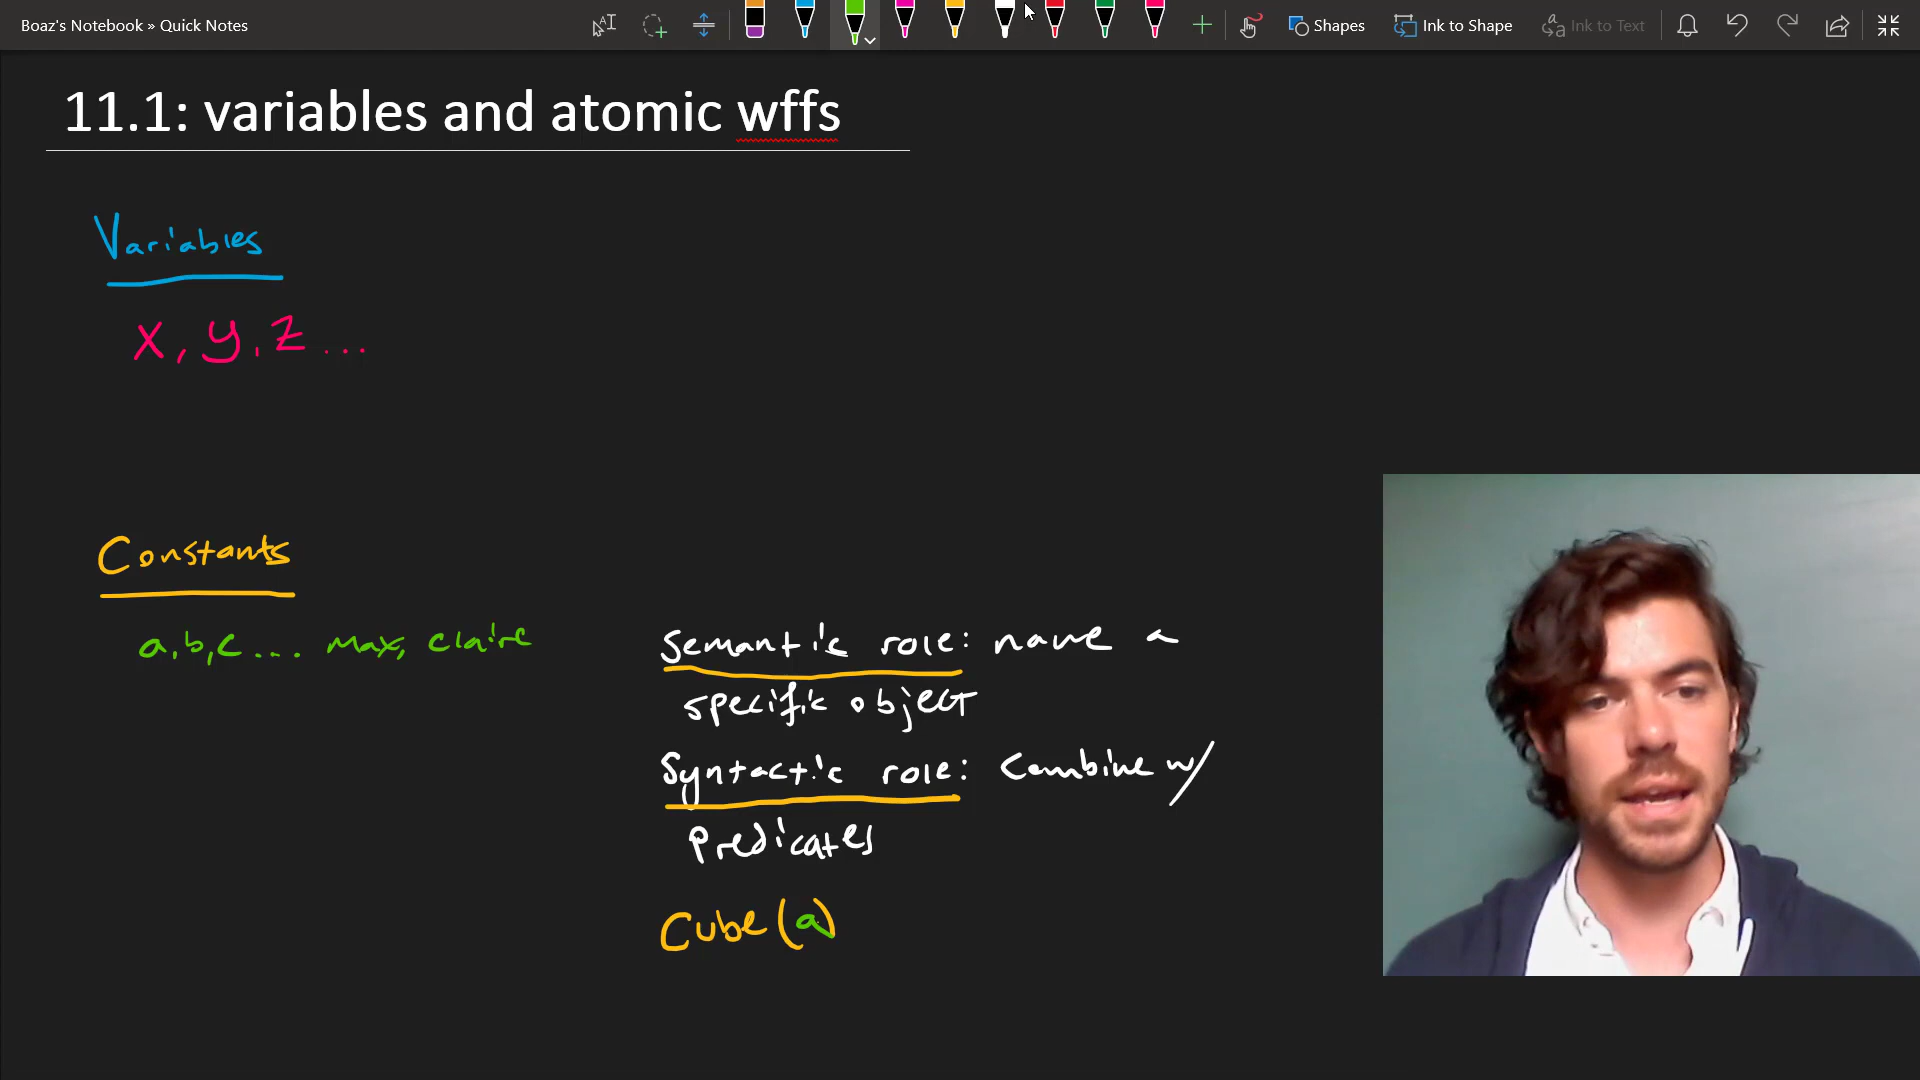 Boaz's Notebook » Quick Notes
Shapes
Ink to Shape
Ink to Text
11.1: variables and atomic wffs
Variables
x, y, z ...
Constants
a, b, c ... max, claire
Semantic role: name a
specific object
Syntactic role: combine w/
predicates
Cube(a)